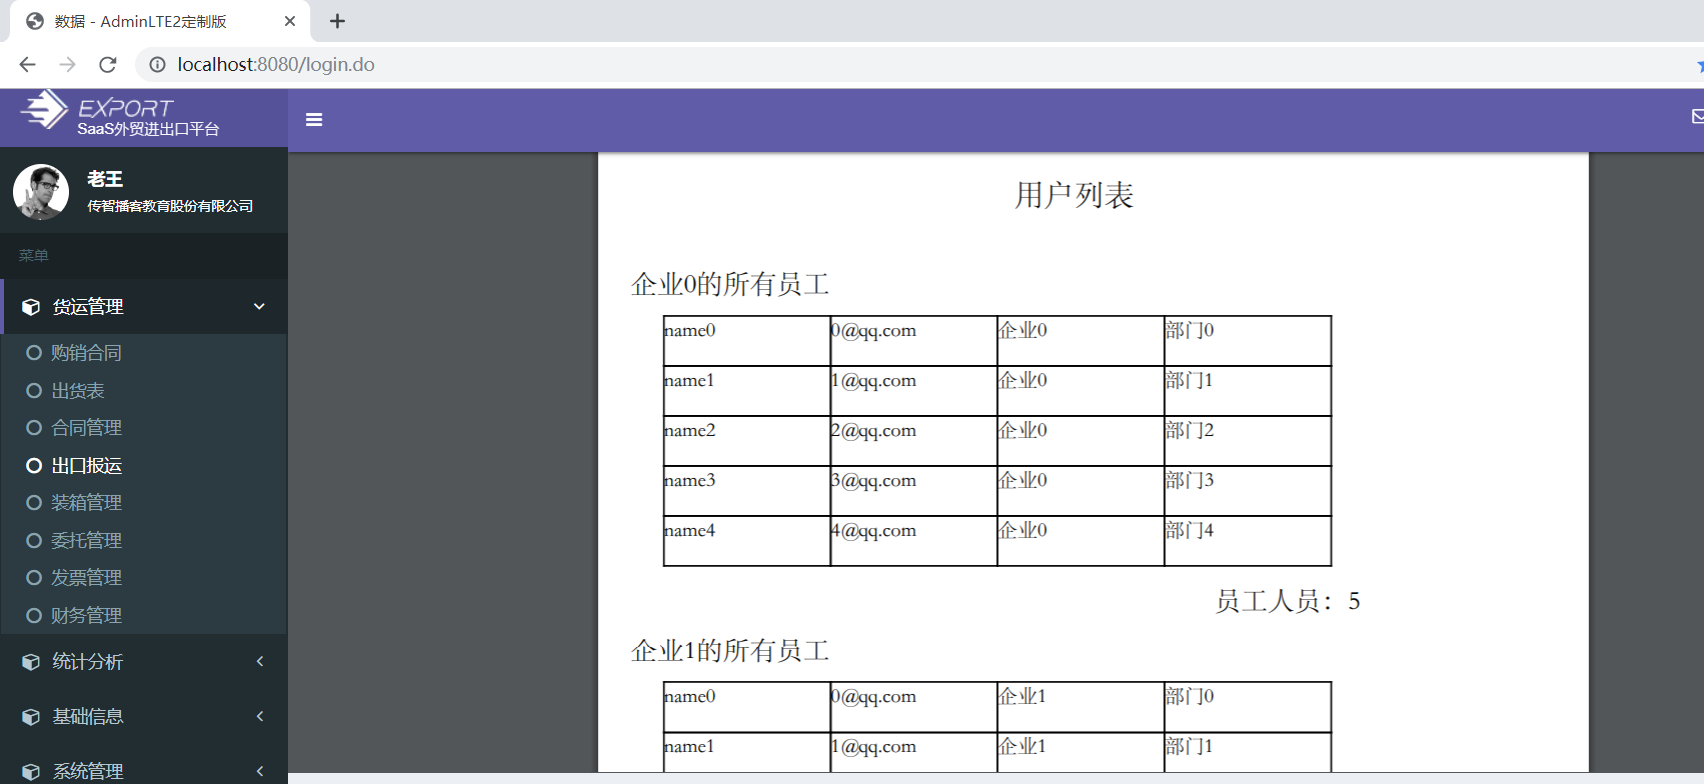 数据 - AdminLTE2定制版
localhost:8080/login.do
EXPORT
SaaS外贸进出口平台
老王
传智播客教育股份有限公司
菜单
货运管理
购销合同
出货表
合同管理
出口报运
装箱管理
委托管理
发票管理
财务管理
统计分析
基础信息
系统管理
用户列表
企业0的所有员工
name0 0@qq.com 企业0 部门0
name1 1@qq.com 企业0 部门1
name2 2@qq.com 企业0 部门2
name3 3@qq.com 企业0 部门3
name4 4@qq.com 企业0 部门4
员工人员：5
企业1的所有员工
name0 0@qq.com 企业1 部门0
name1 1@qq.com 企业1 部门1